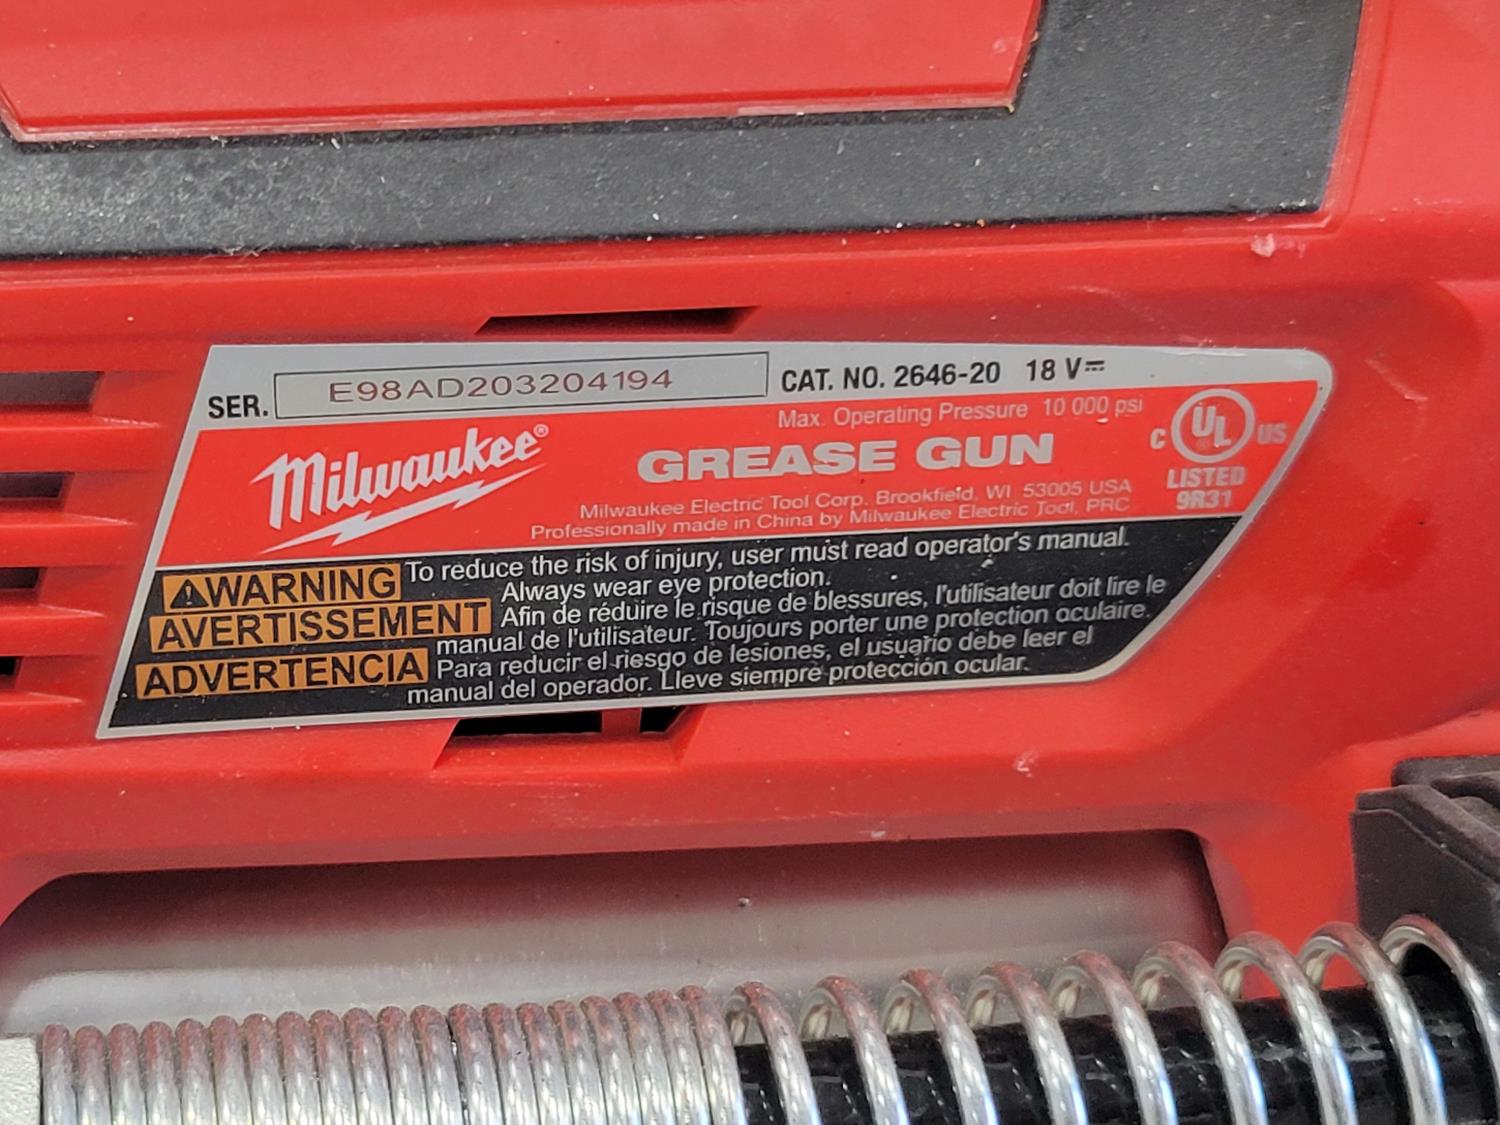 SER. E98AD203204194 CAT. NO. 2646-20 18 V⎓
Max. Operating Pressure 10 000 psi
Milwaukee®
GREASE GUN
C UL® US
LISTED
9R31
Milwaukee Electric Tool Corp. Brookfield, WI 53005 USA
Professionally made in China by Milwaukee Electric Tool, PRC
⚠WARNING To reduce the risk of injury, user must read operator's manual.
Always wear eye protection.
AVERTISSEMENT Afin de réduire le risque de blessures, l'utilisateur doit lire le
manual de l'utilisateur. Toujours porter une protection oculaire.
ADVERTENCIA Para reducir el riesgo de lesiones, el usuario debe leer el
manual del operador. Lleve siempre protección ocular.